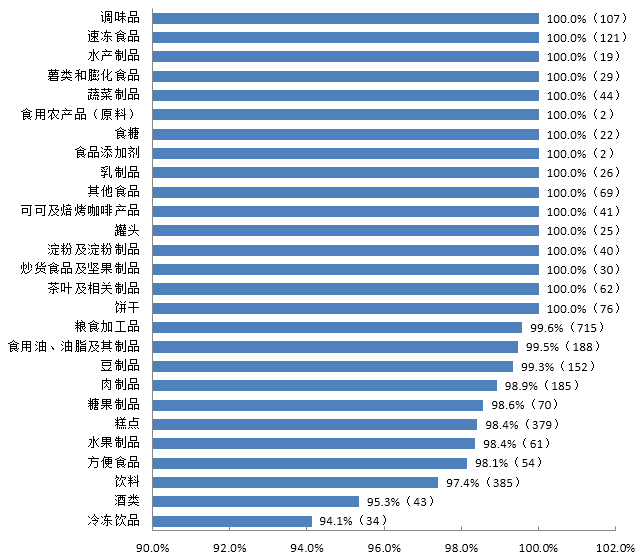 调味品 100.0%（107）
速冻食品 100.0%（121）
水产制品 100.0%（19）
薯类和膨化食品 100.0%（29）
蔬菜制品 100.0%（44）
食用农产品（原料） 100.0%（2）
食糖 100.0%（22）
食品添加剂 100.0%（2）
乳制品 100.0%（26）
其他食品 100.0%（69）
可可及焙烤咖啡产品 100.0%（41）
罐头 100.0%（25）
淀粉及淀粉制品 100.0%（40）
炒货食品及坚果制品 100.0%（30）
茶叶及相关制品 100.0%（62）
饼干 100.0%（76）
粮食加工品 99.6%（715）
食用油、油脂及其制品 99.5%（188）
豆制品 99.3%（152）
肉制品 98.9%（185）
糖果制品 98.6%（70）
糕点 98.4%（379）
水果制品 98.4%（61）
方便食品 98.1%（54）
饮料 97.4%（385）
酒类 95.3%（43）
冷冻饮品 94.1%（34）
90.0% 92.0% 94.0% 96.0% 98.0% 100.0% 102.0%